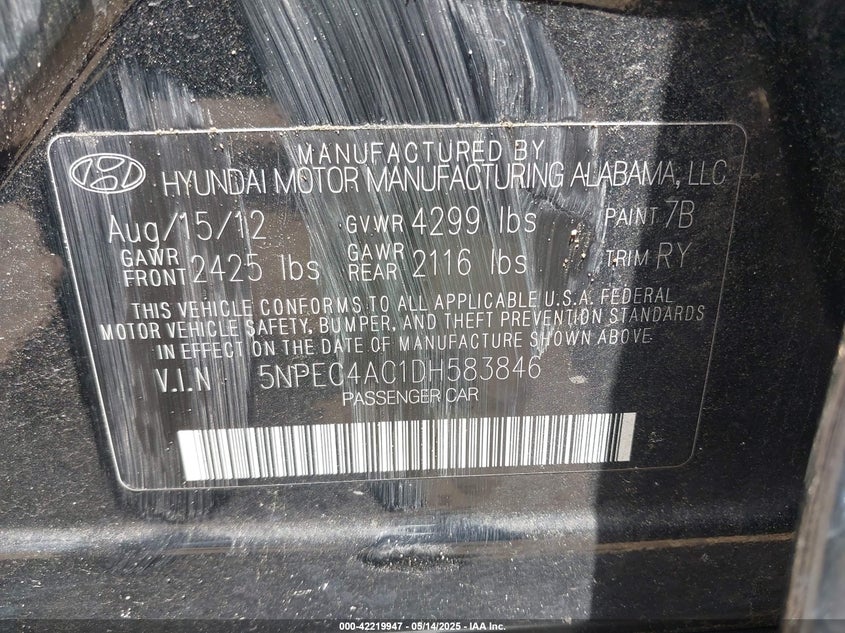 MANUFACTURED BY
HYUNDAI MOTOR MANUFACTURING ALABAMA, LLC
Aug/15/12 GVWR 4299 lbs PAINT 7B
GAWR FRONT 2425 lbs GAWR REAR 2116 lbs TRIM RY
THIS VEHICLE CONFORMS TO ALL APPLICABLE U.S.A. FEDERAL
MOTOR VEHICLE SAFETY, BUMPER, AND THEFT PREVENTION STANDARDS
IN EFFECT ON THE DATE OF MANUFACTURE SHOWN ABOVE.
V.I.N 5NPEC4AC1DH583846
PASSENGER CAR
000-42219947 - 05/14/2025 - IAA Inc.